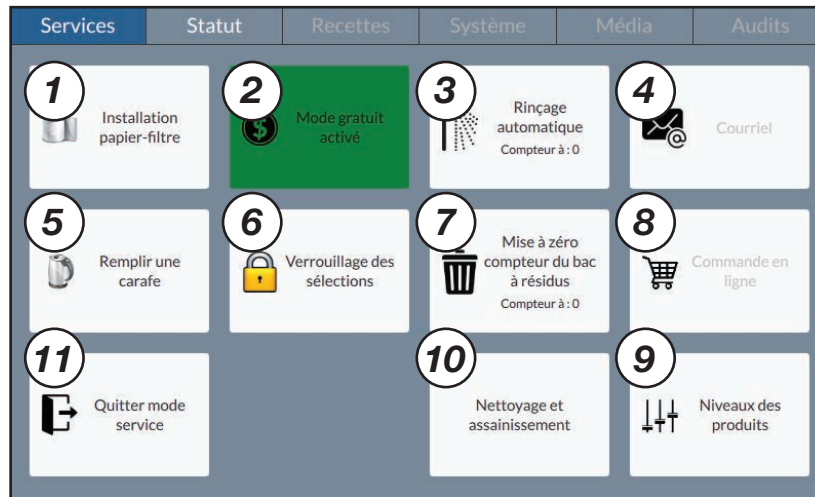 Services Statut Recettes Système Média Audits
1
Installation
papier-filtre
2
$
Mode gratuit
activé
3
Rinçage
automatique
Compteur à : 0
4
@
Courriel
5
Remplir une
carafe
6
Verrouillage des
sélections
7
Mise à zéro
compteur du bac
à résidus
Compteur à : 0
8
Commande en
ligne
11
Quitter mode
service
10
Nettoyage et
assainissement
9
Niveaux des
produits